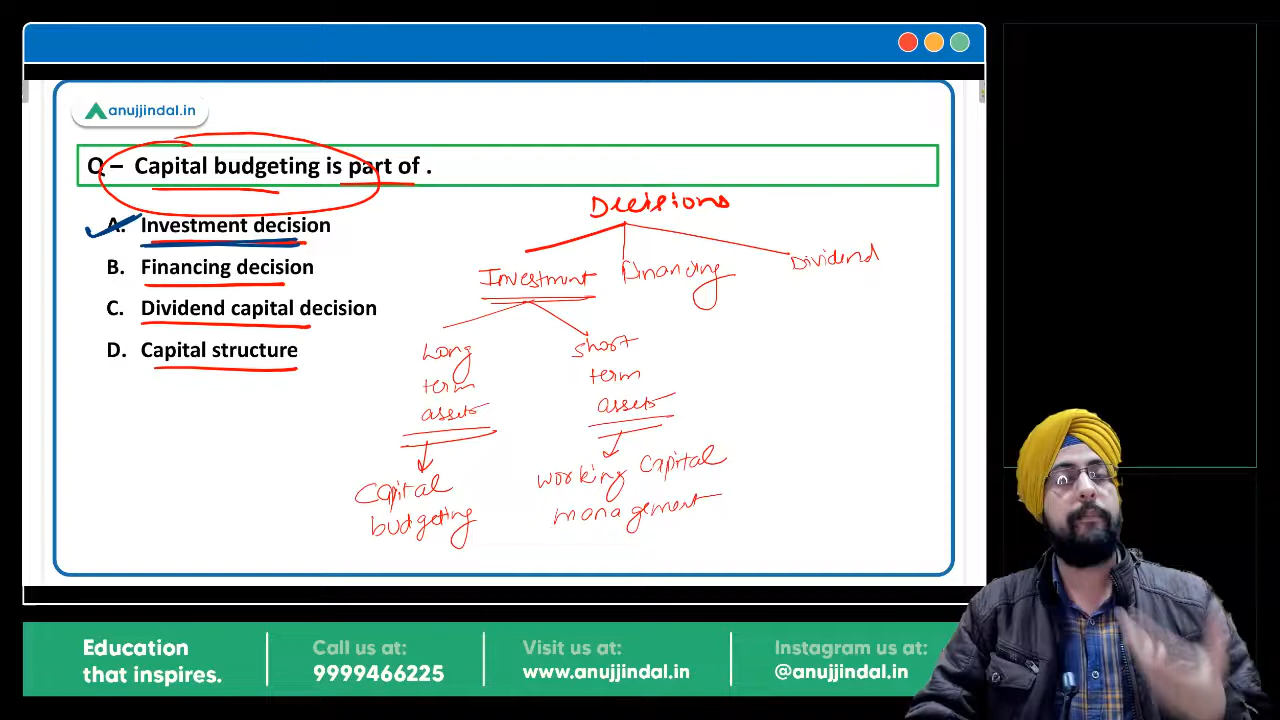 anujjindal.in
Q – Capital budgeting is part of .
A. Investment decision
B. Financing decision
C. Dividend capital decision
D. Capital structure
Decisions
Investment Financing Dividend
Long term assets
short term assets
Capital budgeting
working capital management
Education that inspires.
Call us at:
9999466225
Visit us at:
www.anujjindal.in
Instagram us at:
@anujjindal.in